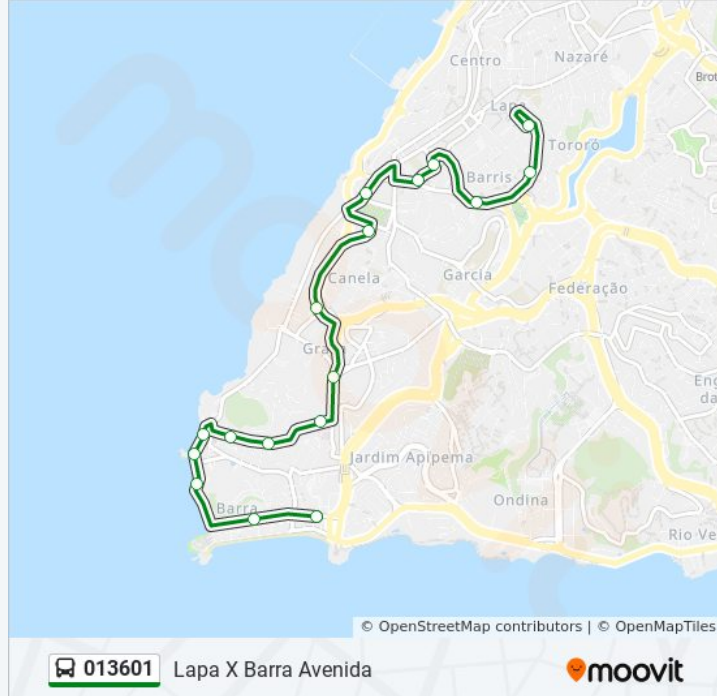 Centro
Nazaré
Brot
Lapa
Tororó
Barris
Canela
Garcia
Federação
Graça
Eng
da
Jardim Apipema
Ondina
Barra
Rio Ve
© OpenStreetMap contributors | © OpenMapTiles
013601 Lapa X Barra Avenida
moovit